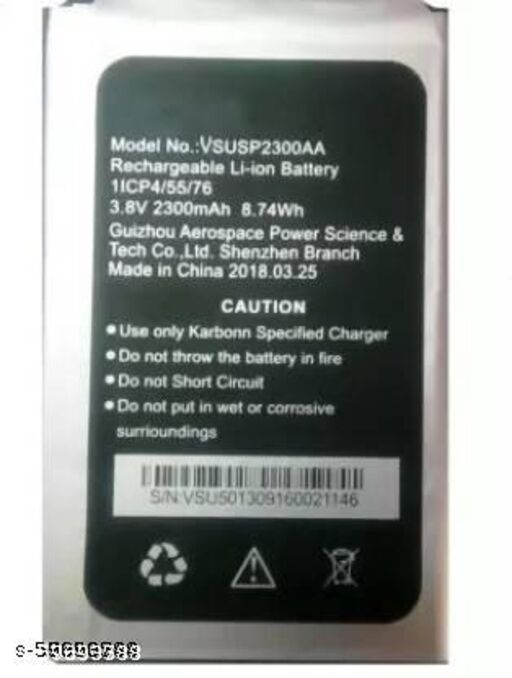 Model No.:VSUSP2300AA
Rechargeable Li-ion Battery
1ICP4/55/76
3.8V 2300mAh 8.74Wh
Guizhou Aerospace Power Science &
Tech Co.,Ltd. Shenzhen Branch
Made in China 2018.03.25
CAUTION
• Use only Karbonn Specified Charger
• Do not throw the battery in fire
• Do not Short Circuit
• Do not put in wet or corrosive
surrioundings
S/N:VSU501309160021146